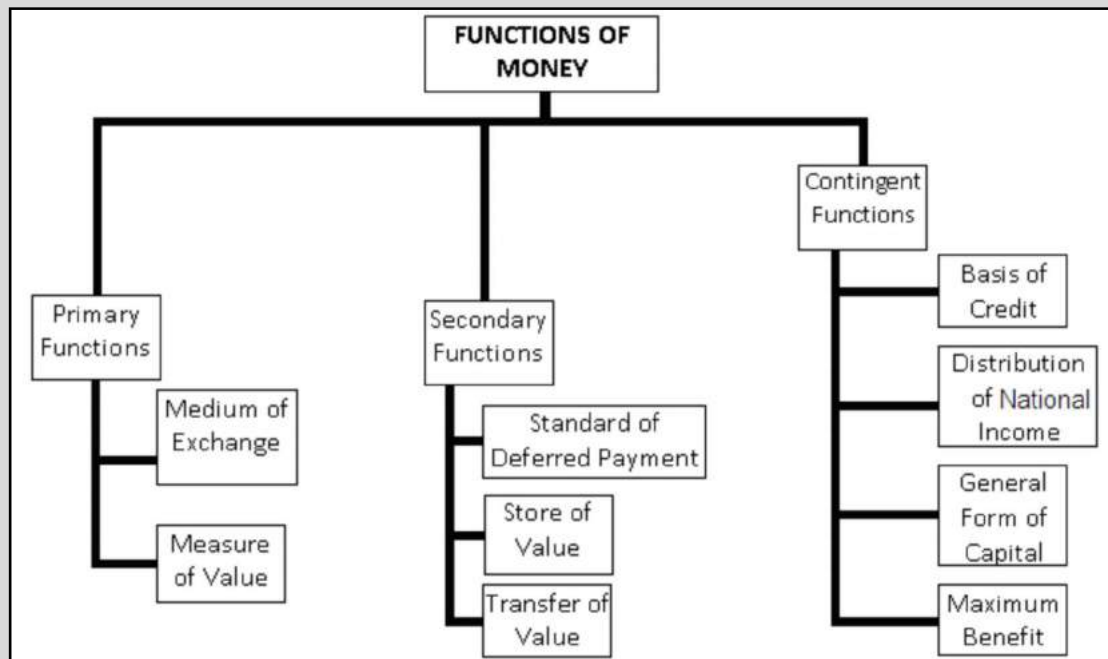 FUNCTIONS OF
MONEY
Primary
Functions
Medium of
Exchange
Measure
of Value
Secondary
Functions
Standard of
Deferred Payment
Store of
Value
Transfer of
Value
Contingent
Functions
Basis of
Credit
Distribution
of National
Income
General
Form of
Capital
Maximum
Benefit